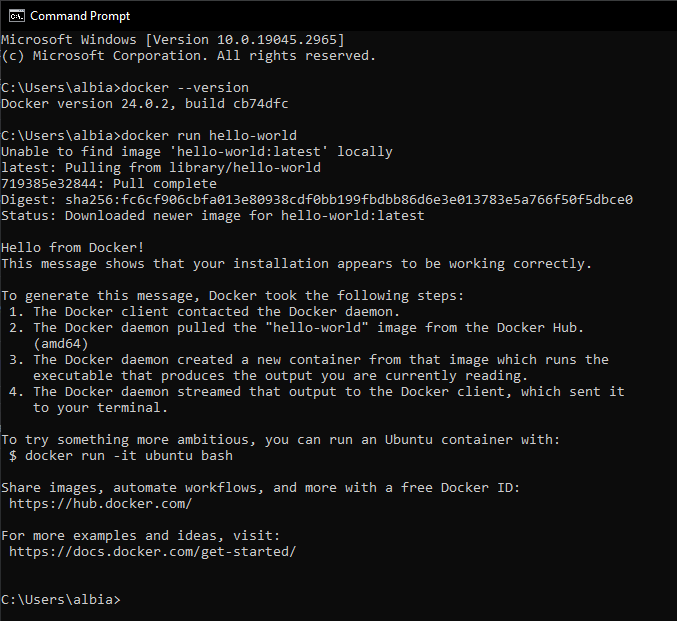 Command Prompt
Microsoft Windows [Version 10.0.19045.2965]
(c) Microsoft Corporation. All rights reserved.
C:\Users\albia>docker --version
Docker version 24.0.2, build cb74dfc
C:\Users\albia>docker run hello-world
Unable to find image 'hello-world:latest' locally
latest: Pulling from library/hello-world
719385e32844: Pull complete
Digest: sha256:fc6cf906cbfa013e80938cdf0bb199fbdbb86d6e3e013783e5a766f50f5dbce0
Status: Downloaded newer image for hello-world:latest
Hello from Docker!
This message shows that your installation appears to be working correctly.
To generate this message, Docker took the following steps:
1. The Docker client contacted the Docker daemon.
2. The Docker daemon pulled the "hello-world" image from the Docker Hub.
(amd64)
3. The Docker daemon created a new container from that image which runs the
executable that produces the output you are currently reading.
4. The Docker daemon streamed that output to the Docker client, which sent it
to your terminal.
To try something more ambitious, you can run an Ubuntu container with:
$ docker run -it ubuntu bash
Share images, automate workflows, and more with a free Docker ID:
https://hub.docker.com/
For more examples and ideas, visit:
https://docs.docker.com/get-started/
C:\Users\albia>